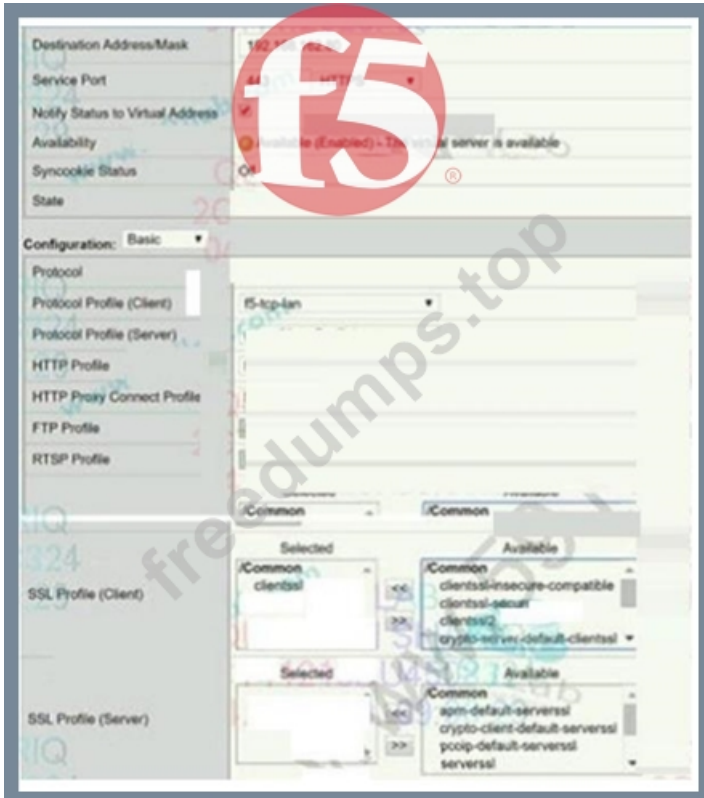 Destination Address/Mask
Service Port 443 HTTPS
Notify Status to Virtual Address
Availability Available (Enabled) - The virtual server is available
Syncookie Status Off
State
Configuration: Basic
Protocol
Protocol Profile (Client) f5-tcp-lan
Protocol Profile (Server)
HTTP Profile
HTTP Proxy Connect Profile
FTP Profile
RTSP Profile
/Common /Common
Selected Available
SSL Profile (Client)
/Common
clientssl
<<
>>
/Common
clientssl-insecure-compatible
clientssl-secur
clientssl2
crypto-server-default-clientssl
Selected Available
SSL Profile (Server)
<<
>>
/Common
apm-default-serverssl
crypto-client-default-serverssl
pcoip-default-serverssl
serverssl
f5
®
freedumps.top